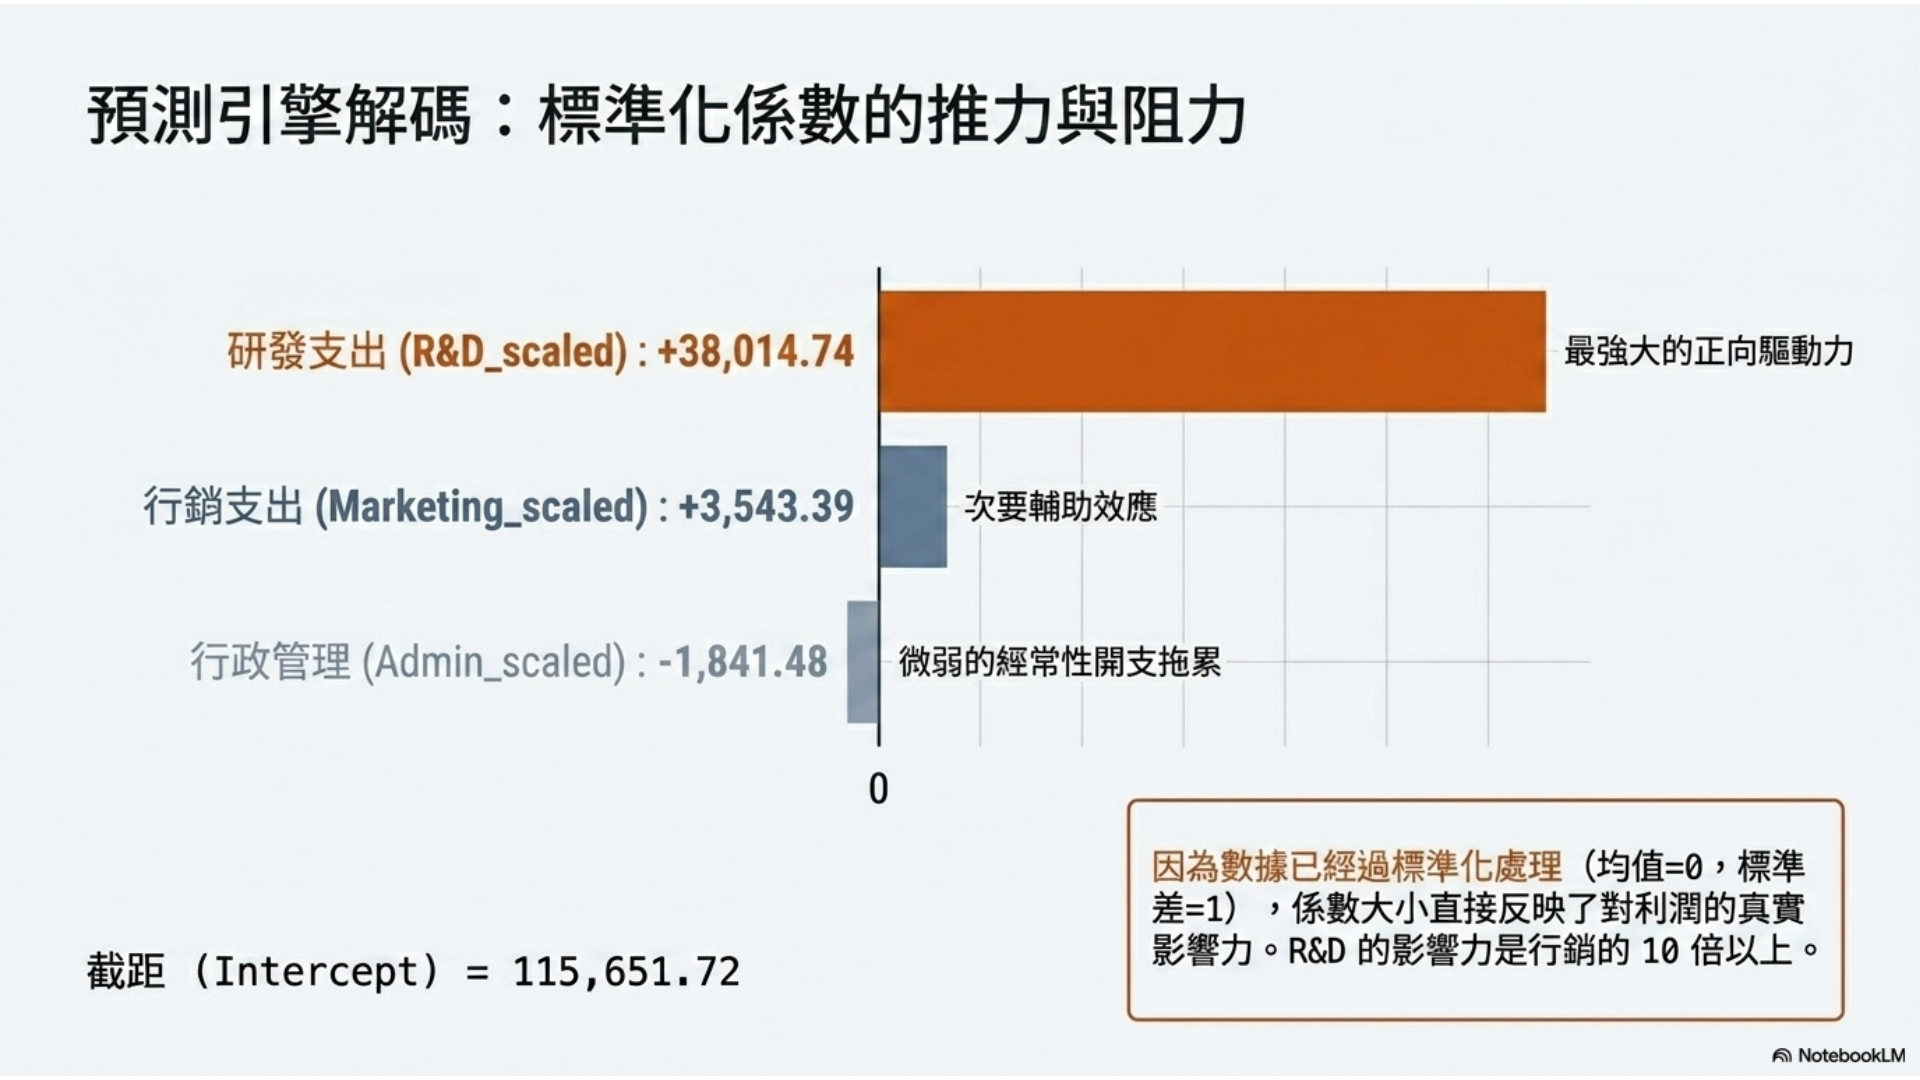 預測引擎解碼：標準化係數的推力與阻力
研發支出 (R&D_scaled) : +38,014.74
最強大的正向驅動力
行銷支出 (Marketing_scaled) : +3,543.39
次要輔助效應
行政管理 (Admin_scaled) : -1,841.48
微弱的經常性開支拖累
0
因為數據已經過標準化處理（均值=0，標準
差=1），係數大小直接反映了對利潤的真實
影響力。R&D 的影響力是行銷的 10 倍以上。
截距 (Intercept) = 115,651.72
NotebookLM